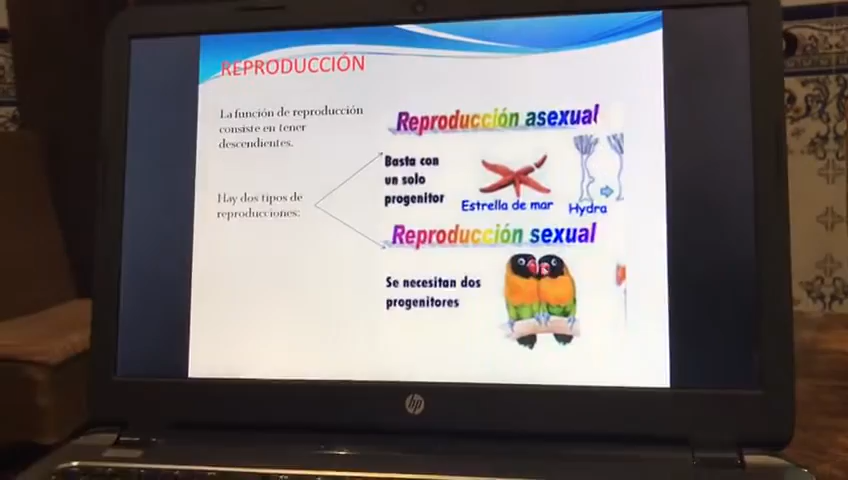 REPRODUCCIÓN
La función de reproducción
consiste en tener
descendientes.
Hay dos tipos de
reproducciones:
Reproducción asexual
Basta con
un solo
progenitor
Estrella de mar
Hydra
Reproducción sexual
Se necesitan dos
progenitores
hp